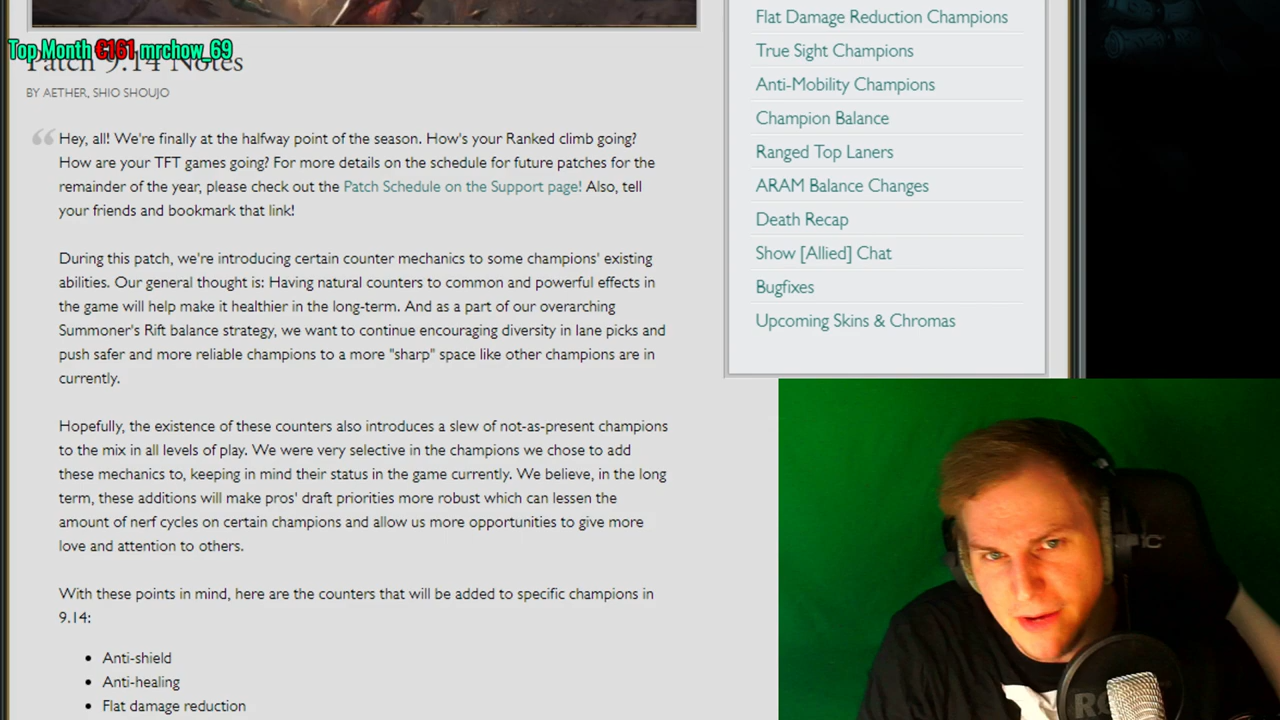 Top Month €161 mrchow_69
Patch 9.14 Notes
BY AETHER, SHIO SHOUJO
Hey, all! We're finally at the halfway point of the season. How's your Ranked climb going?
How are your TFT games going? For more details on the schedule for future patches for the
remainder of the year, please check out the Patch Schedule on the Support page! Also, tell
your friends and bookmark that link!
During this patch, we're introducing certain counter mechanics to some champions' existing
abilities. Our general thought is: Having natural counters to common and powerful effects in
the game will help make it healthier in the long-term. And as a part of our overarching
Summoner's Rift balance strategy, we want to continue encouraging diversity in lane picks and
push safer and more reliable champions to a more "sharp" space like other champions are in
currently.
Hopefully, the existence of these counters also introduces a slew of not-as-present champions
to the mix in all levels of play. We were very selective in the champions we chose to add
these mechanics to, keeping in mind their status in the game currently. We believe, in the long
term, these additions will make pros' draft priorities more robust which can lessen the
amount of nerf cycles on certain champions and allow us more opportunities to give more
love and attention to others.
With these points in mind, here are the counters that will be added to specific champions in
9.14:
• Anti-shield
• Anti-healing
• Flat damage reduction
Flat Damage Reduction Champions
True Sight Champions
Anti-Mobility Champions
Champion Balance
Ranged Top Laners
ARAM Balance Changes
Death Recap
Show [Allied] Chat
Bugfixes
Upcoming Skins & Chromas